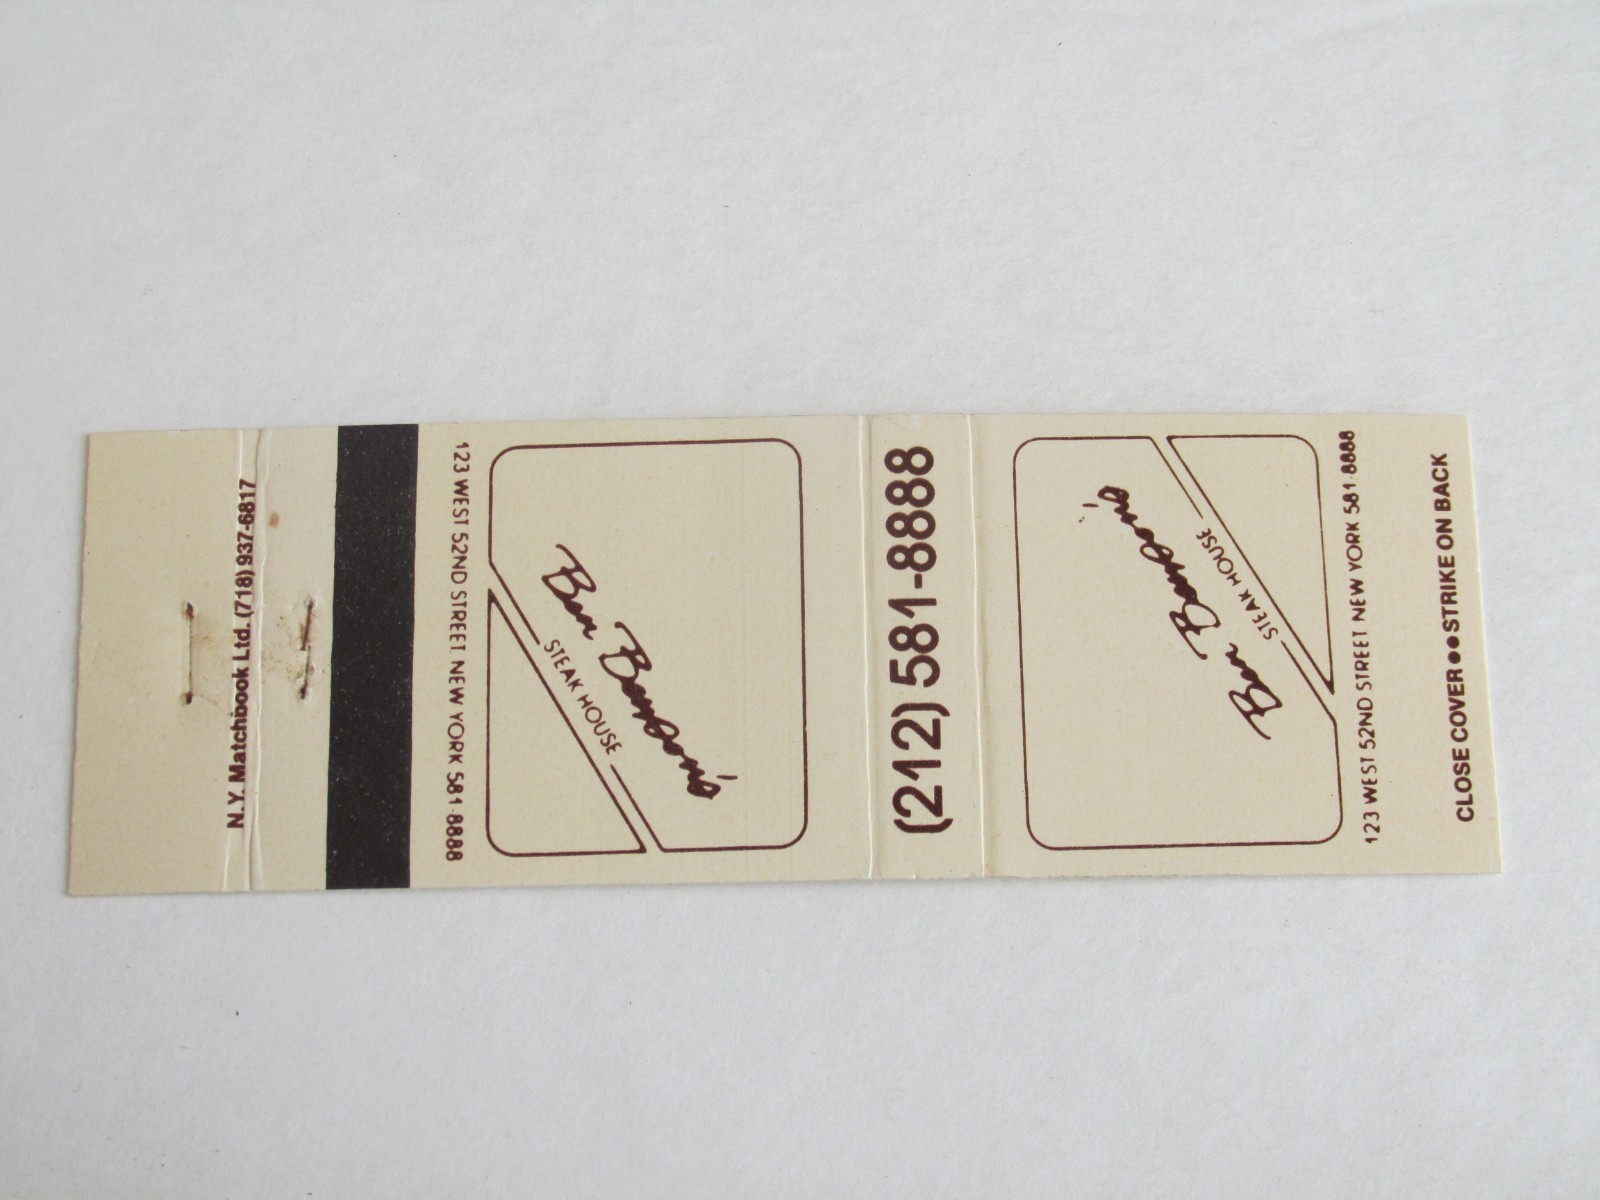 N.Y. Matchbook Ltd. (718) 937-6817
123 WEST 52ND STREET NEW YORK 581·8888
Ben Benson's
STEAK HOUSE
(212) 581-8888
Ben Benson's
STEAK HOUSE
123 WEST 52ND STREET NEW YORK 581·8888
CLOSE COVER●●STRIKE ON BACK